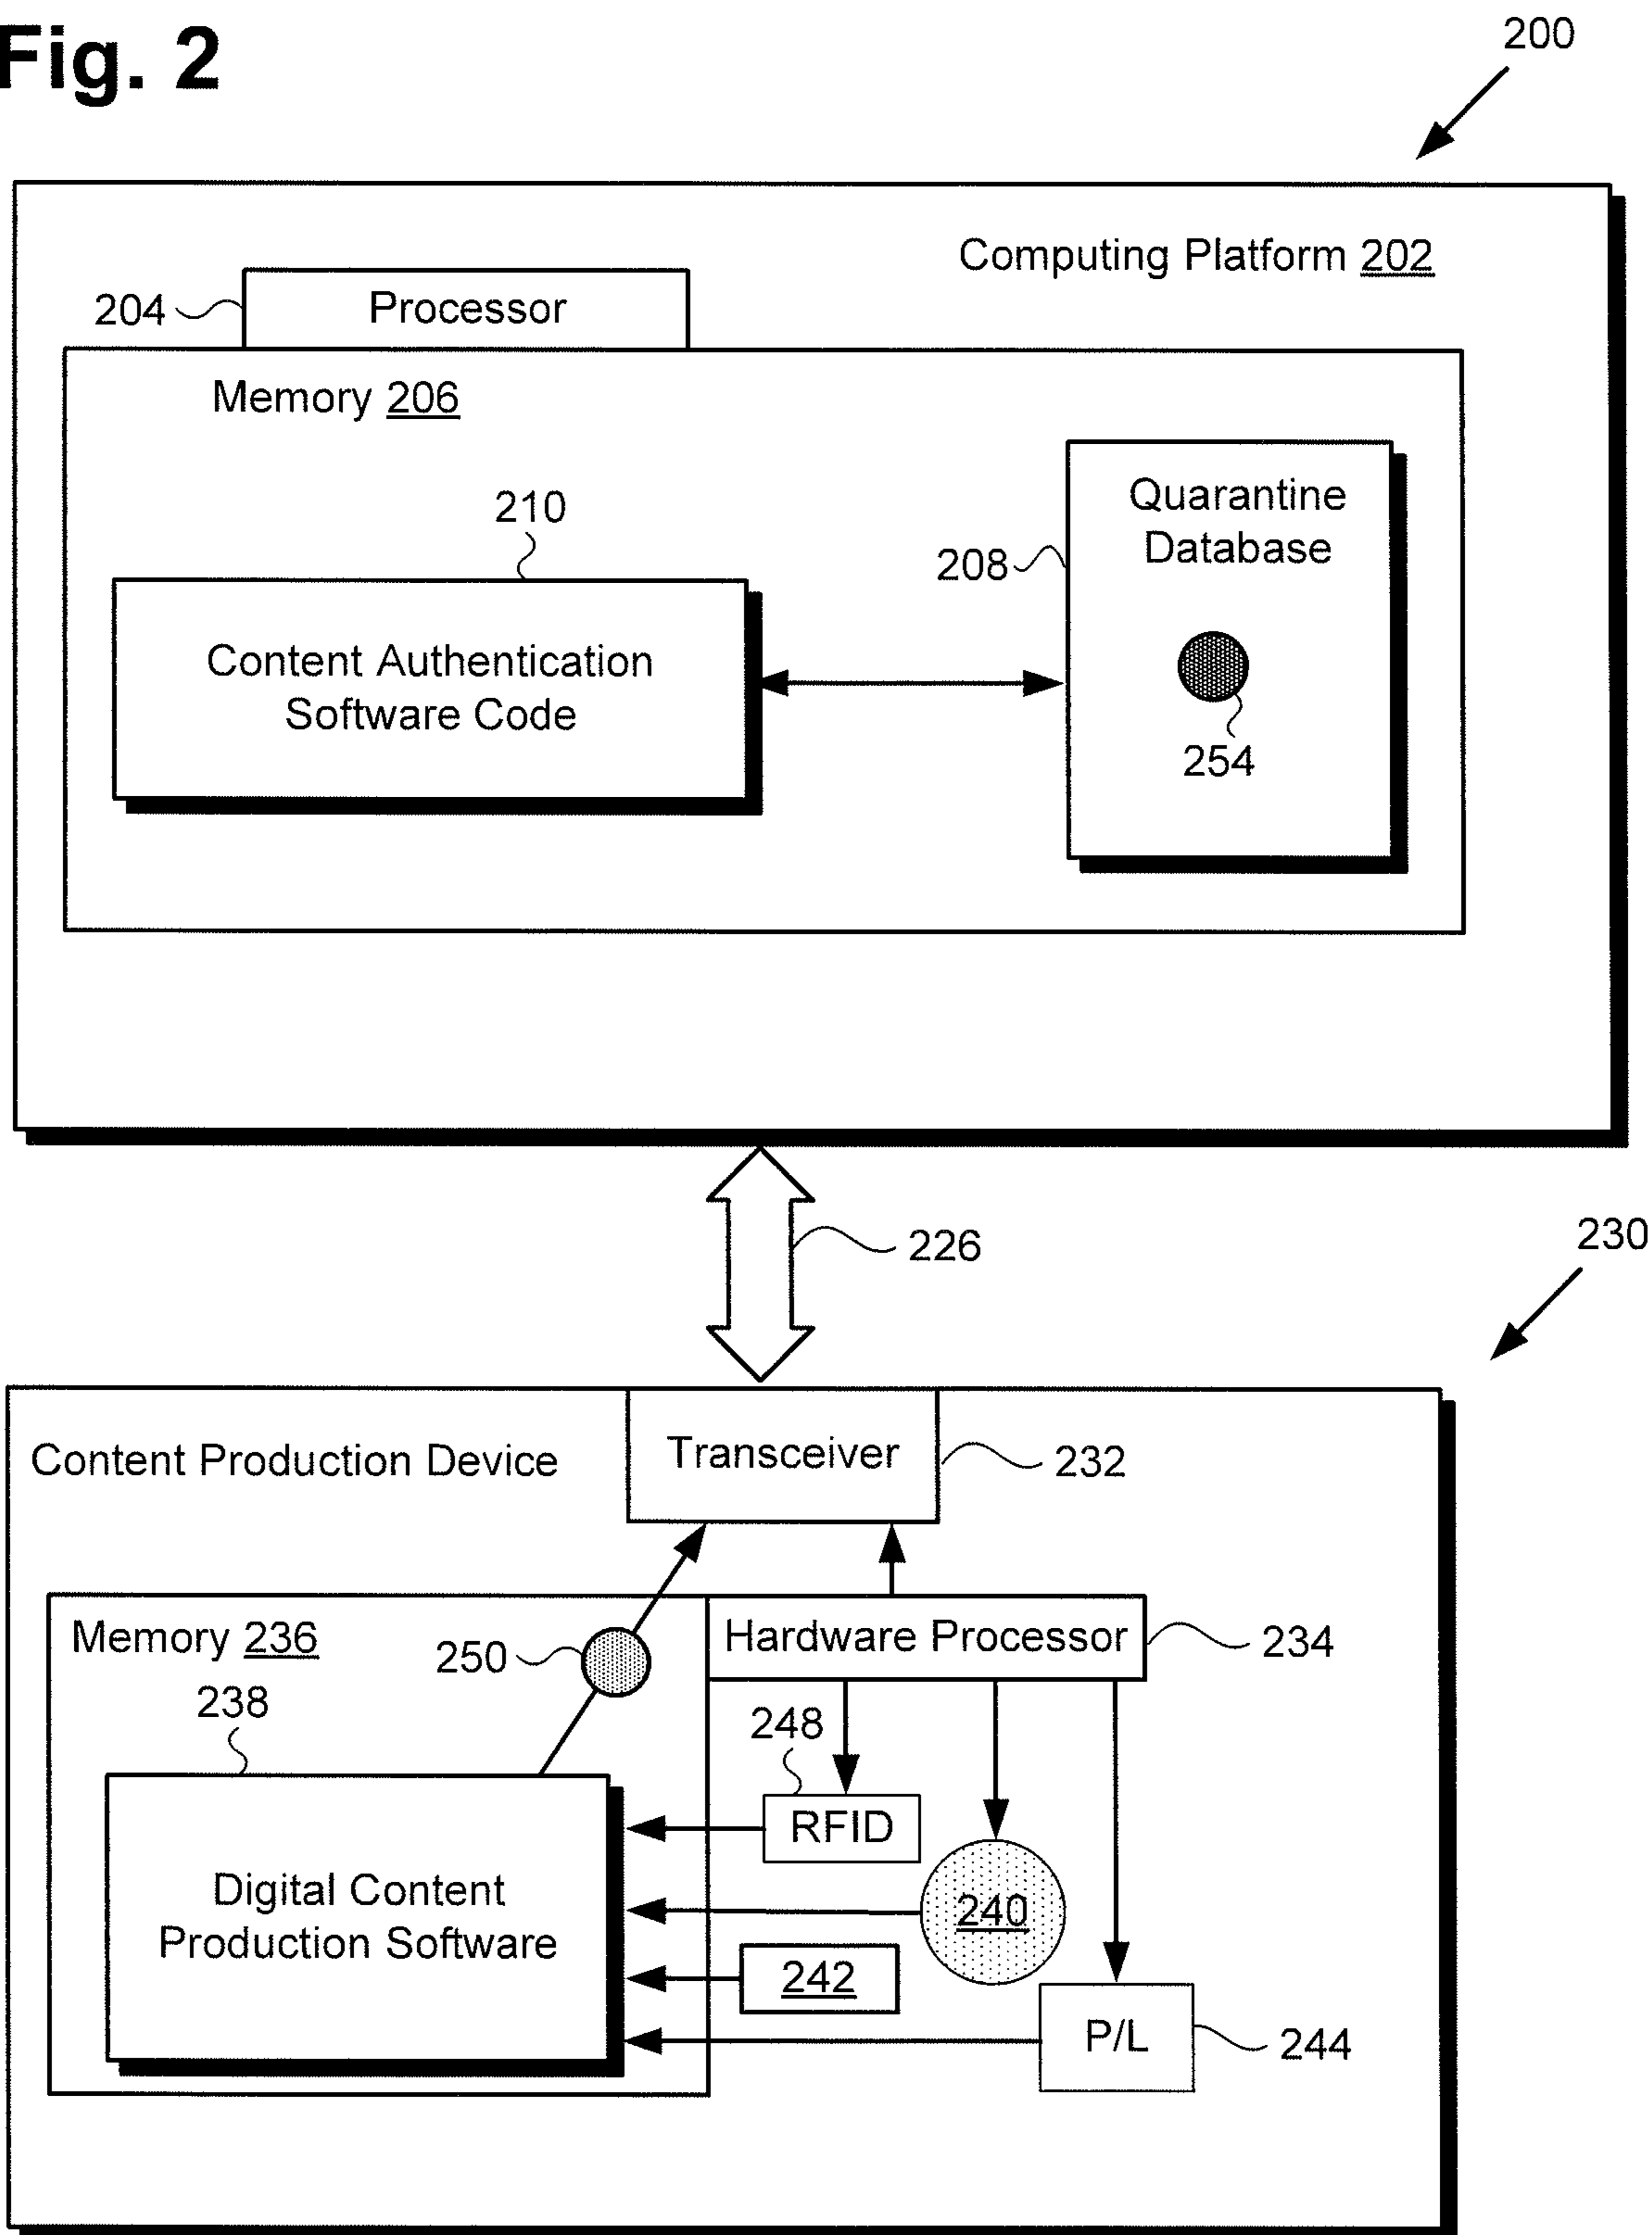 Fig. 2
200
Computing Platform 202
204
Processor
Memory 206
210
Quarantine
Database
208
Content Authentication
Software Code
254
226
230
Content Production Device
Transceiver
232
Memory 236
250
Hardware Processor
234
238
248
RFID
Digital Content
Production Software
240
242
P/L
244